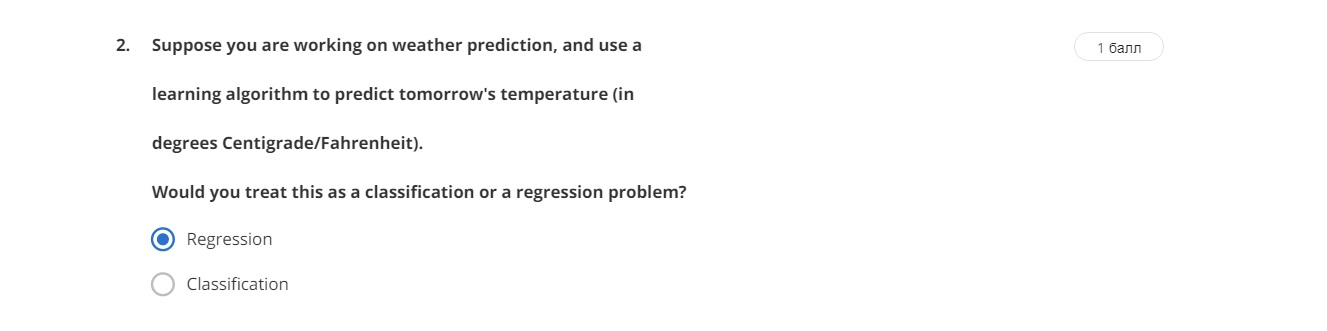 2. Suppose you are working on weather prediction, and use a
1 балл
learning algorithm to predict tomorrow's temperature (in
degrees Centigrade/Fahrenheit).
Would you treat this as a classification or a regression problem?
Regression
Classification